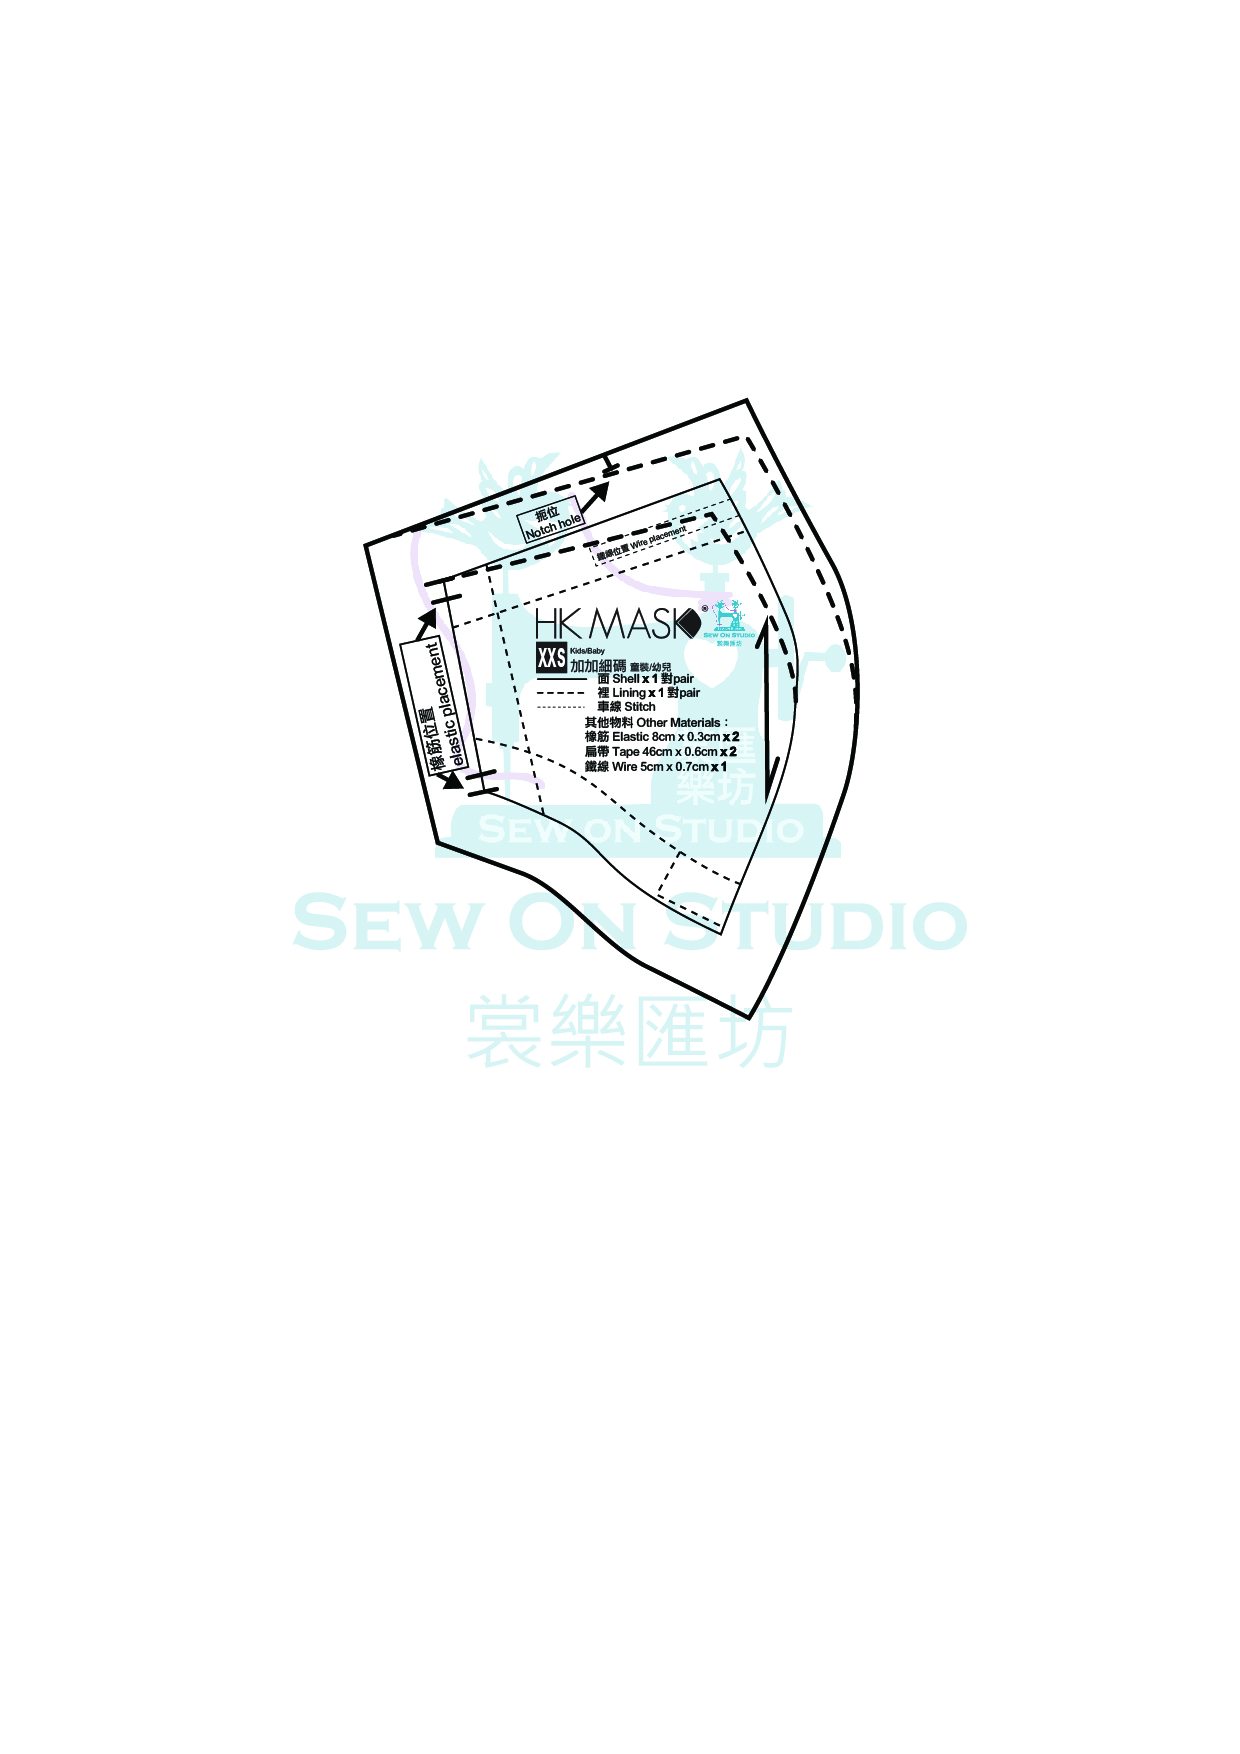 扼位
Notch hole
鐵線位置 Wire placement
橡筋位置
elastic placement
HK MASK®
SEW ON STUDIO
裳樂匯坊
XXS Kids/Baby
加加細碼 童裝/幼兒
面 Shell x 1 對pair
裡 Lining x 1 對pair
車線 Stitch
其他物料 Other Materials：
橡筋 Elastic 8cm x 0.3cm x 2
扁帶 Tape 46cm x 0.6cm x 2
鐵線 Wire 5cm x 0.7cm x 1
匯
樂坊
SEW ON STUDIO
SEW ON STUDIO
裳樂匯坊